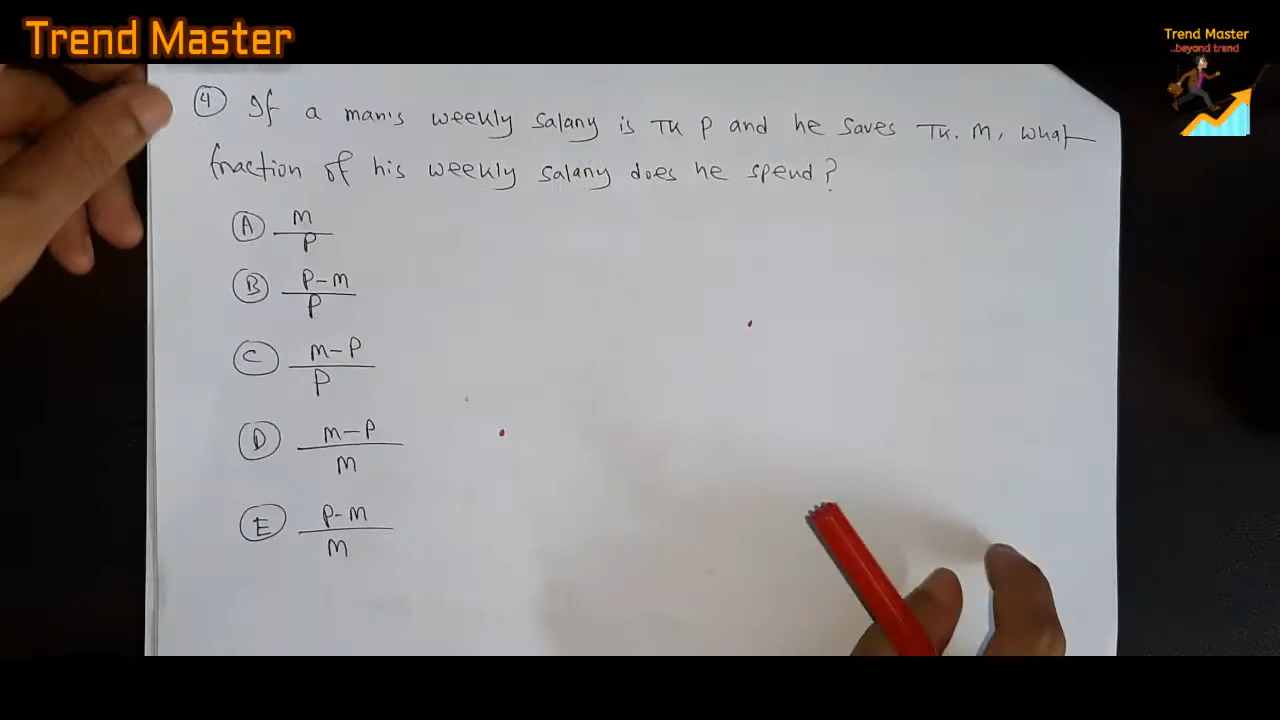 Trend Master
Trend Master
..beyond trend
④ If a man's weekly salary is TK P and he saves TK. M, what
fraction of his weekly salary does he spend?
Ⓐ M
P
Ⓑ P-M
P
Ⓒ M-P
P
Ⓓ M-P
M
Ⓔ P-M
M